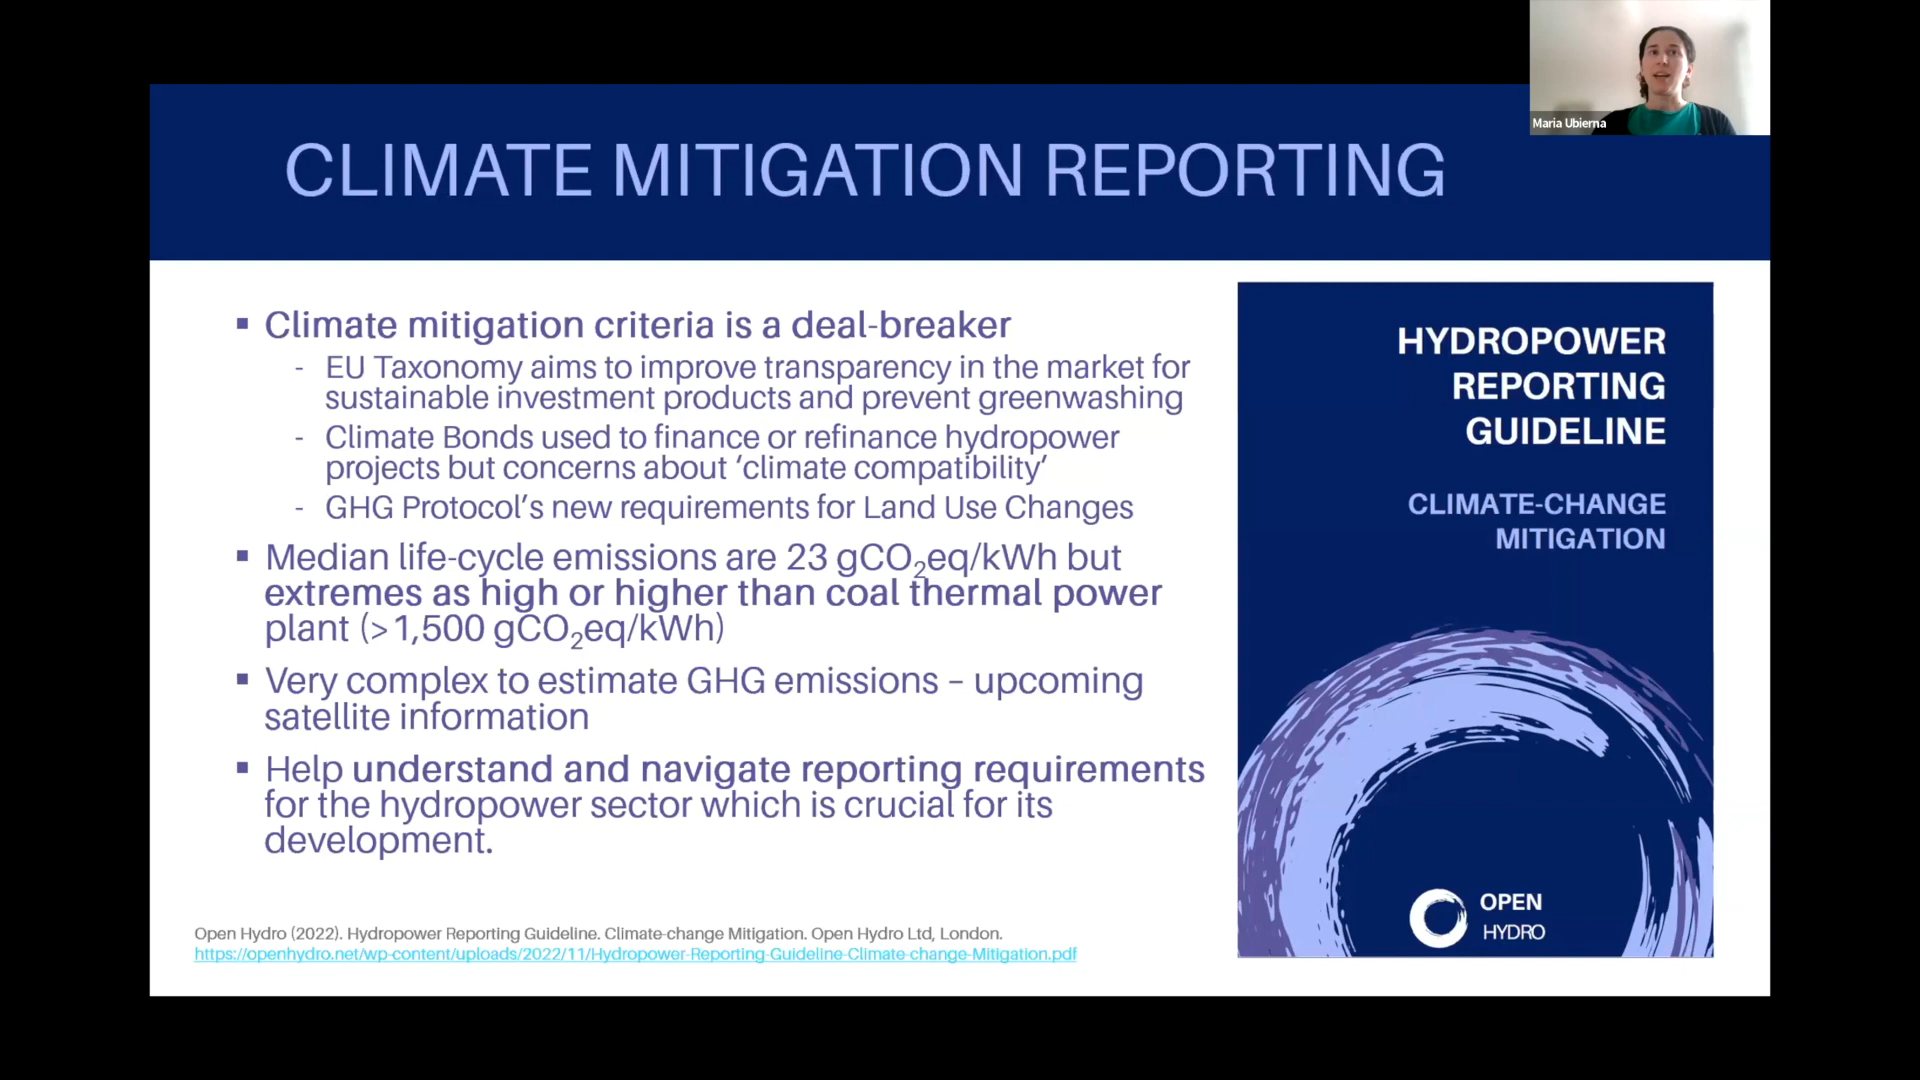 Maria Ubierna
CLIMATE MITIGATION REPORTING
▪ Climate mitigation criteria is a deal-breaker
- EU Taxonomy aims to improve transparency in the market for
sustainable investment products and prevent greenwashing
- Climate Bonds used to finance or refinance hydropower
projects but concerns about ‘climate compatibility’
- GHG Protocol’s new requirements for Land Use Changes
▪ Median life-cycle emissions are 23 gCO₂eq/kWh but
extremes as high or higher than coal thermal power
plant (>1,500 gCO₂eq/kWh)
▪ Very complex to estimate GHG emissions – upcoming
satellite information
▪ Help understand and navigate reporting requirements
for the hydropower sector which is crucial for its
development.
Open Hydro (2022). Hydropower Reporting Guideline. Climate-change Mitigation. Open Hydro Ltd, London.
https://openhydro.net/wp-content/uploads/2022/11/Hydropower-Reporting-Guideline-Climate-change-Mitigation.pdf
HYDROPOWER
REPORTING
GUIDELINE
CLIMATE-CHANGE
MITIGATION
OPEN
HYDRO